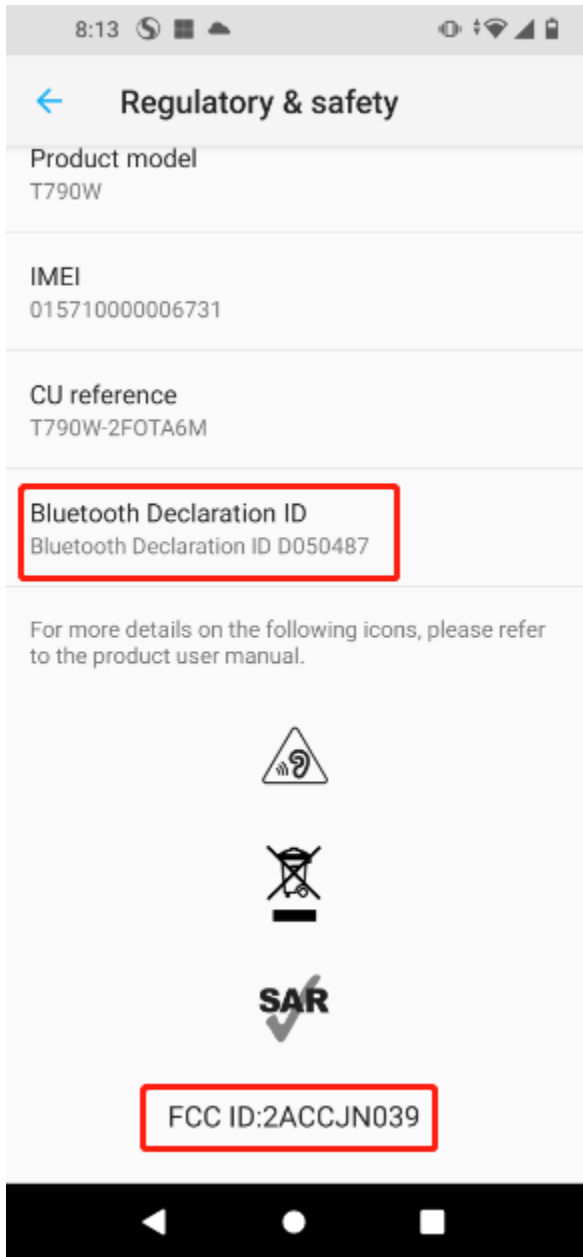 8:13
Regulatory & safety
Product model
T790W
IMEI
015710000006731
CU reference
T790W-2FOTA6M
Bluetooth Declaration ID
Bluetooth Declaration ID D050487
For more details on the following icons, please refer
to the product user manual.
SAR
FCC ID:2ACCJN039